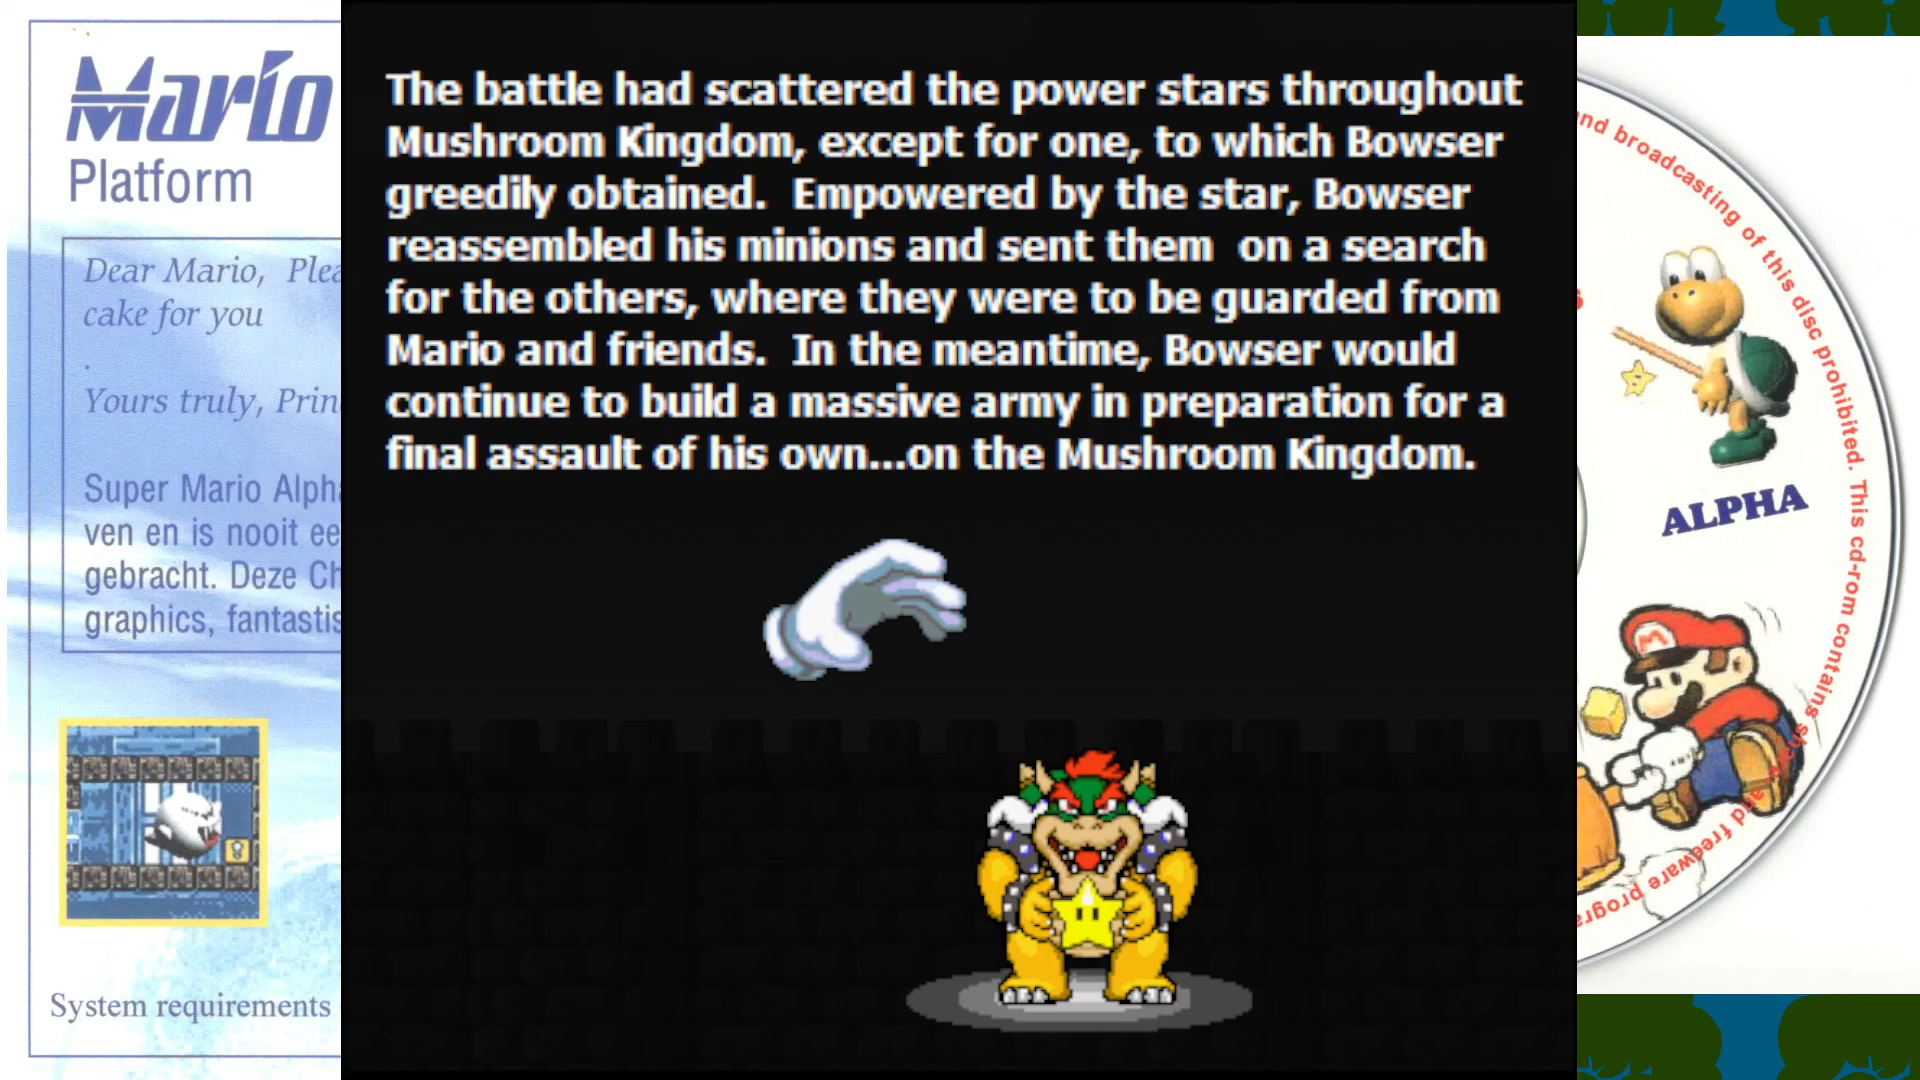 Mario
Platform
Dear Mario, Plea
cake for you
.
Yours truly, Prin
Super Mario Alpha
ven en is nooit ee
gebracht. Deze Ch
graphics, fantastis
System requirements
The battle had scattered the power stars throughout
Mushroom Kingdom, except for one, to which Bowser
greedily obtained.  Empowered by the star, Bowser
reassembled his minions and sent them  on a search
for the others, where they were to be guarded from
Mario and friends.  In the meantime, Bowser would
continue to build a massive army in preparation for a
final assault of his own...on the Mushroom Kingdom.
nd broadcasting of this disc prohibited. This cd-rom contains sha
and freeware progra
ALPHA